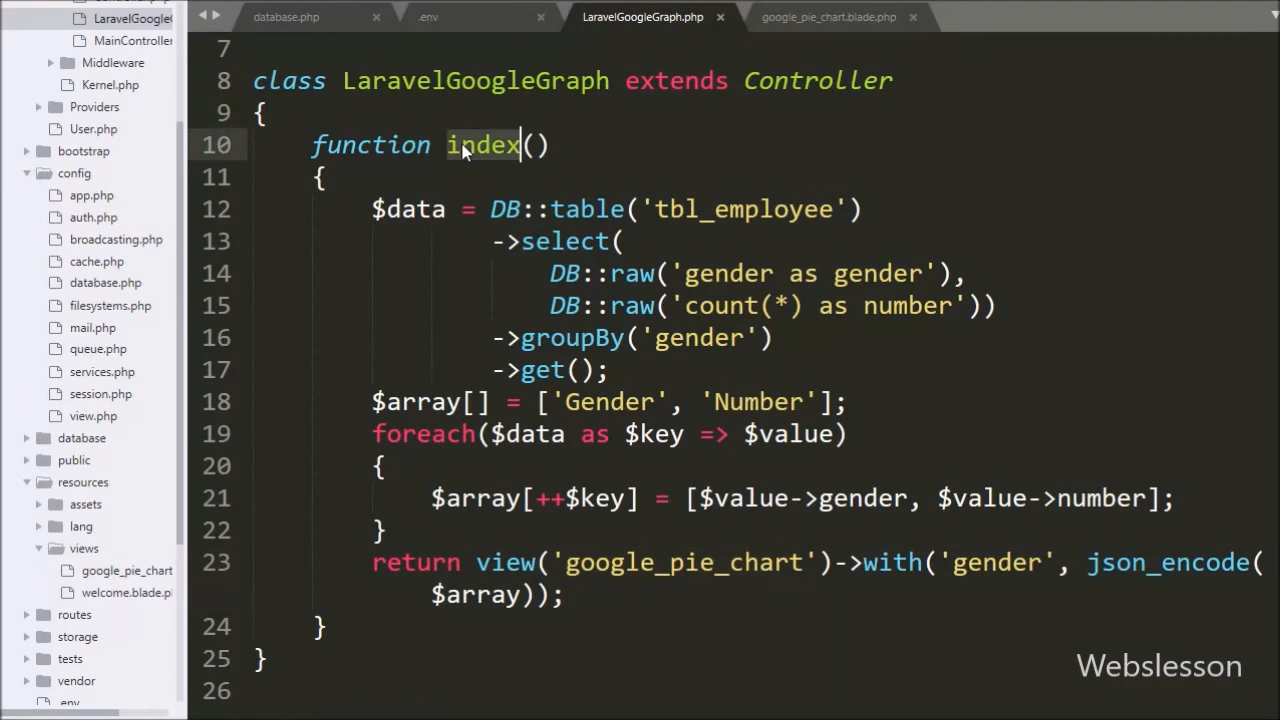 LaravelGoogleG
MainController
Middleware
Kernel.php
Providers
User.php
bootstrap
config
app.php
auth.php
broadcasting.php
cache.php
database.php
filesystems.php
mail.php
queue.php
services.php
session.php
view.php
database
public
resources
assets
lang
views
google_pie_chart
welcome.blade.p
routes
storage
tests
vendor
.env
database.php
.env
LaravelGoogleGraph.php
google_pie_chart.blade.php
7
8 class LaravelGoogleGraph extends Controller
9 {
10 function index()
11 {
12 $data = DB::table('tbl_employee')
13 ->select(
14 DB::raw('gender as gender'),
15 DB::raw('count(*) as number'))
16 ->groupBy('gender')
17 ->get();
18 $array[] = ['Gender', 'Number'];
19 foreach($data as $key => $value)
20 {
21 $array[++$key] = [$value->gender, $value->number];
22 }
23 return view('google_pie_chart')->with('gender', json_encode(
$array));
24 }
25 }
26
Webslesson